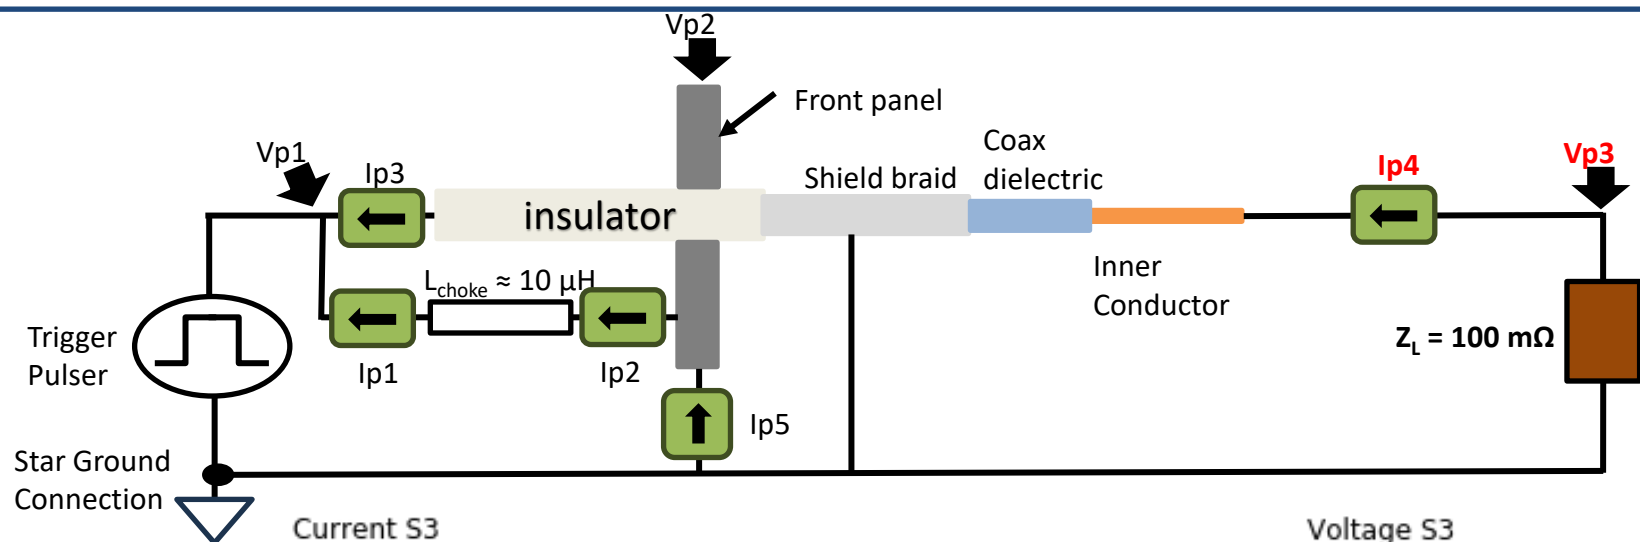 Vp2
Front panel
Coax
dielectric
Vp1
Ip3
Shield braid
Ip4
Vp3
insulator
Lchoke ≈ 10 µH
Inner
Conductor
Trigger
Pulser
ZL = 100 mΩ
Ip1
Ip2
Ip5
Star Ground
Connection
Current S3
Voltage S3